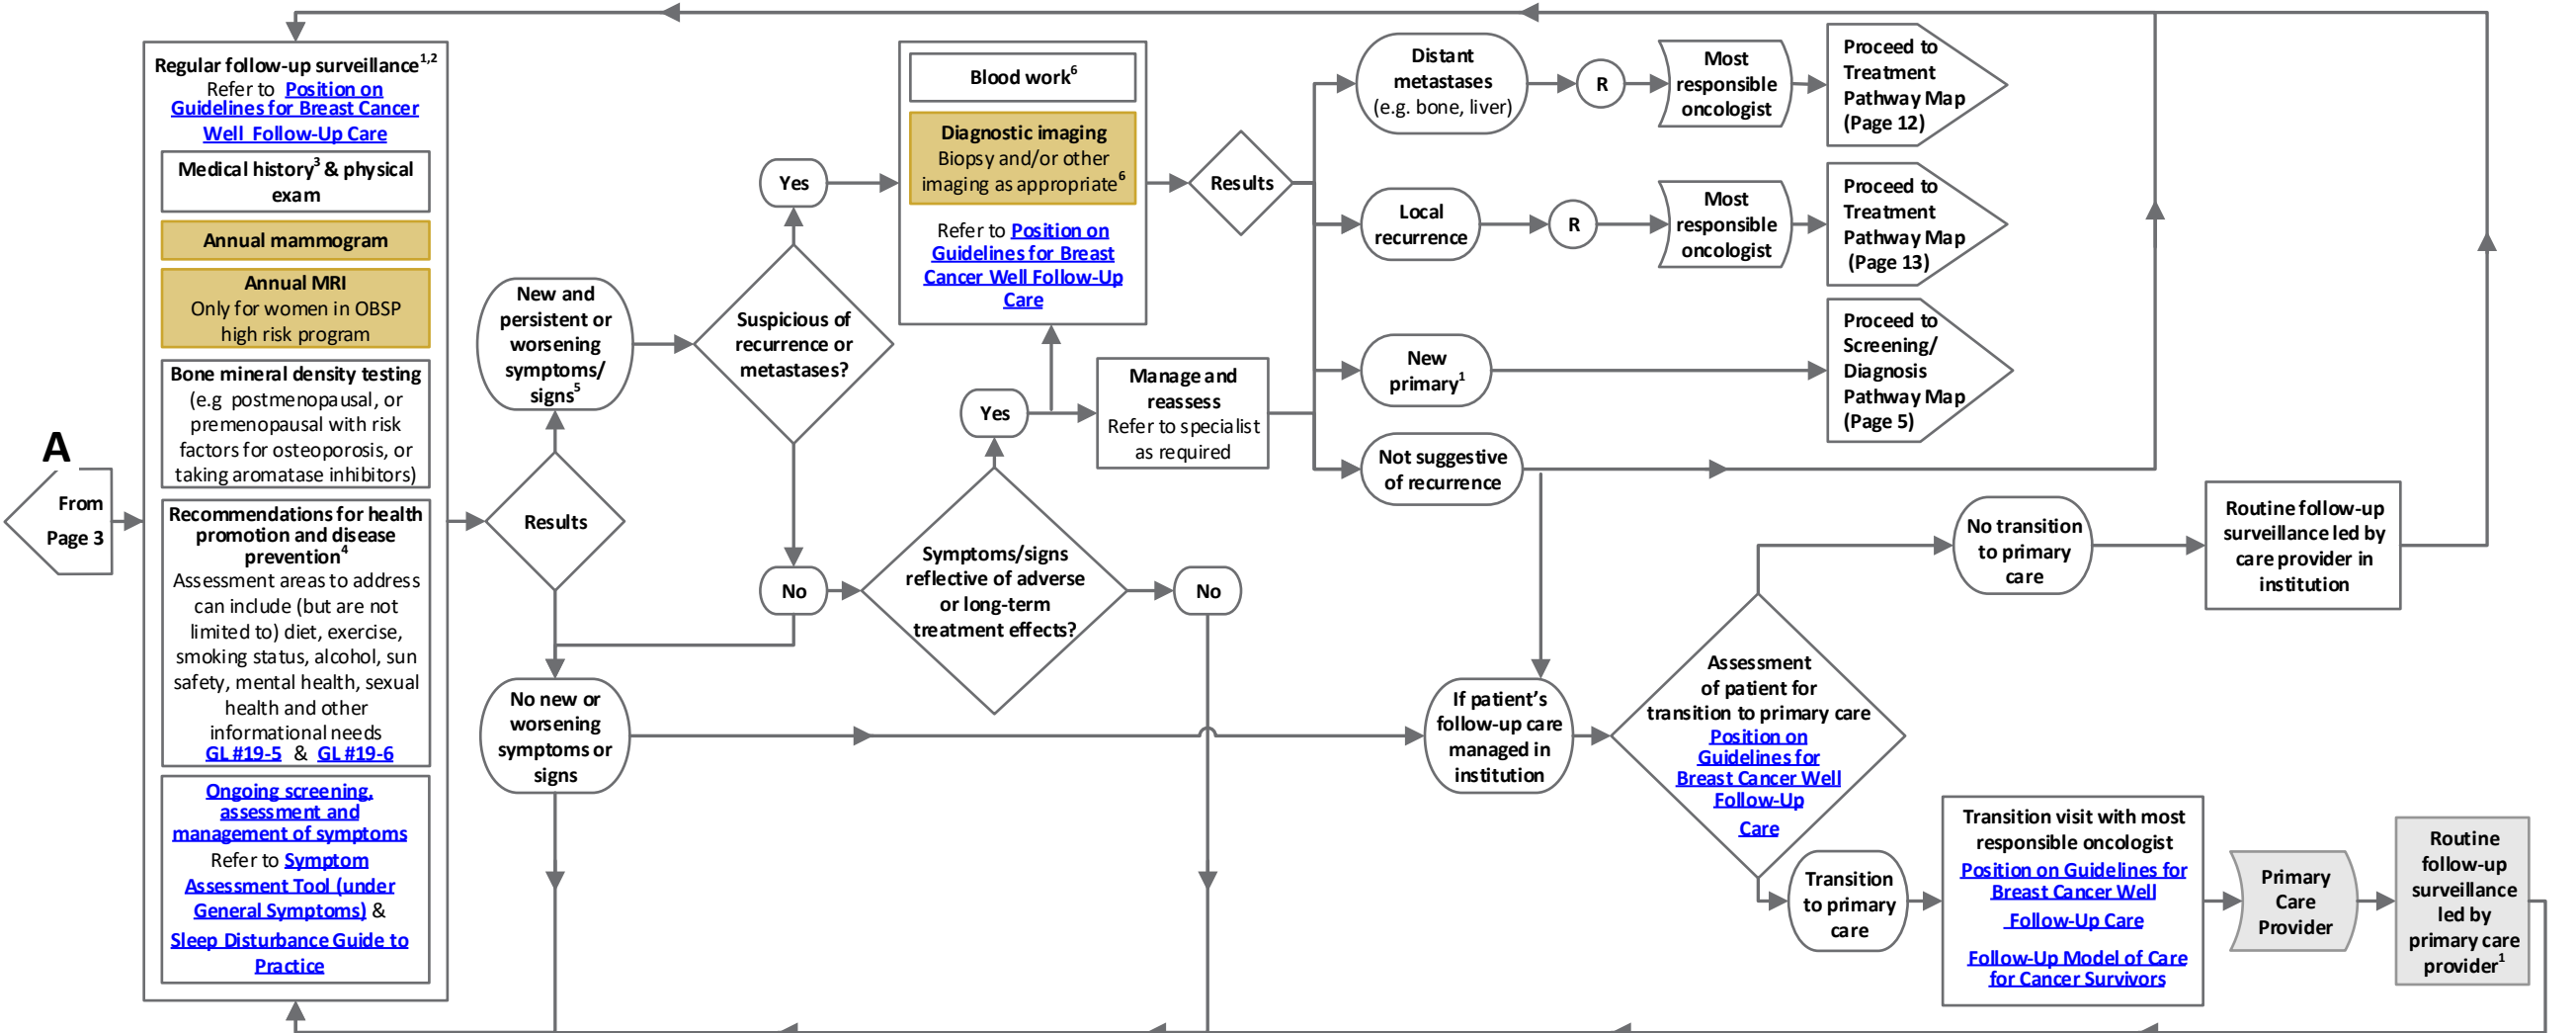 A
From
Page 3
Regular follow-up surveillance1,2
Refer to Position on
Guidelines for Breast Cancer
Well Follow-Up Care
Medical history3 & physical
exam
Annual mammogram
Annual MRI
Only for women in OBSP
high risk program
Bone mineral density testing
(e.g postmenopausal, or
premenopausal with risk
factors for osteoporosis, or
taking aromatase inhibitors)
Recommendations for health
promotion and disease
prevention4
Assessment areas to address
can include (but are not
limited to) diet, exercise,
smoking status, alcohol, sun
safety, mental health, sexual
health and other
informational needs
GL #19-5 & GL #19-6
Ongoing screening,
assessment and
management of symptoms
Refer to Symptom
Assessment Tool (under
General Symptoms) &
Sleep Disturbance Guide to
Practice
Results
New and
persistent or
worsening
symptoms/
signs5
No new or
worsening
symptoms or
signs
Suspicious of
recurrence or
metastases?
Yes
No
Blood work6
Diagnostic imaging
Biopsy and/or other
imaging as appropriate6
Refer to Position on
Guidelines for Breast
Cancer Well Follow-Up
Care
Symptoms/signs
reflective of adverse
or long-term
treatment effects?
Yes
No
Manage and
reassess
Refer to specialist
as required
Results
Distant
metastases
(e.g. bone, liver)
R
Most
responsible
oncologist
Proceed to
Treatment
Pathway Map
(Page 12)
Local
recurrence
R
Most
responsible
oncologist
Proceed to
Treatment
Pathway Map
(Page 13)
New
primary1
Proceed to
Screening/
Diagnosis
Pathway Map
(Page 5)
Not suggestive
of recurrence
If patient's
follow-up care
managed in
institution
Assessment
of patient for
transition to primary care
Position on
Guidelines for
Breast Cancer Well
Follow-Up
Care
No transition
to primary
care
Routine follow-up
surveillance led by
care provider in
institution
Transition
to primary
care
Transition visit with most
responsible oncologist
Position on Guidelines for
Breast Cancer Well
Follow-Up Care
Follow-Up Model of Care
for Cancer Survivors
Primary
Care
Provider
Routine
follow-up
surveillance
led by
primary care
provider1